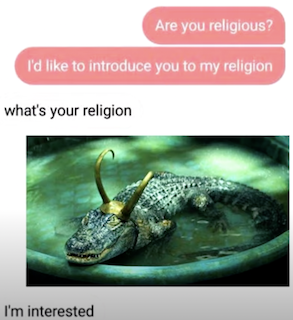 Are you religious?
I'd like to introduce you to my religion
what's your religion
I'm interested